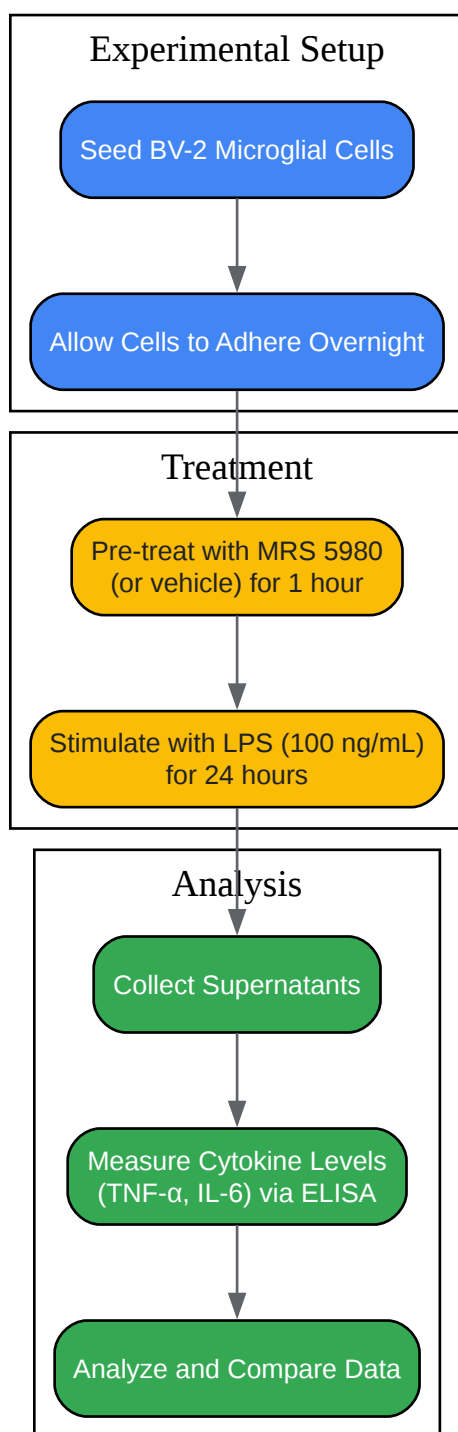 Experimental Setup
Seed BV-2 Microglial Cells
Allow Cells to Adhere Overnight
Treatment
Pre-treat with MRS 5980
(or vehicle) for 1 hour
Stimulate with LPS (100 ng/mL)
for 24 hours
Analysis
Collect Supernatants
Measure Cytokine Levels
(TNF-α, IL-6) via ELISA
Analyze and Compare Data